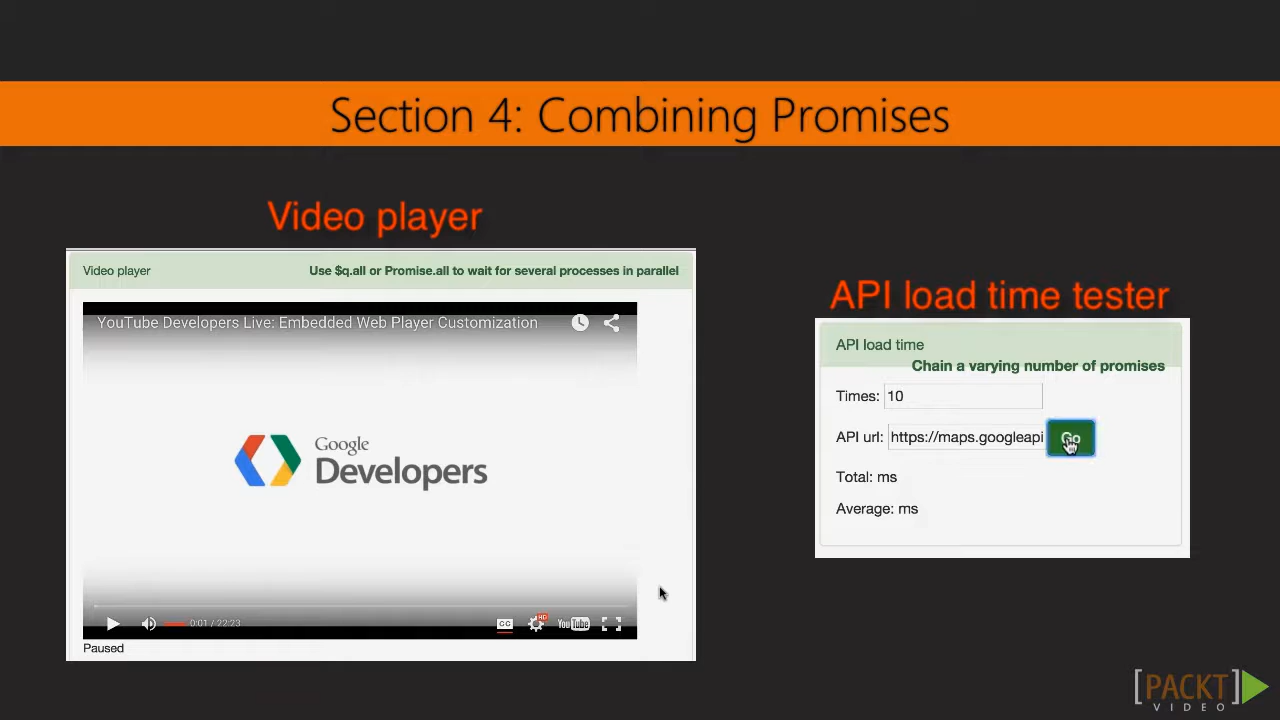 Section 4: Combining Promises
Video player
Video player
Use $q.all or Promise.all to wait for several processes in parallel
YouTube Developers Live: Embedded Web Player Customization
Google
Developers
0:01 / 22:23
CC
HD
YouTube
Paused
API load time tester
API load time
Chain a varying number of promises
Times: 10
API url: https://maps.googleapi
Go
Total: ms
Average: ms
[PACKT]
VIDEO